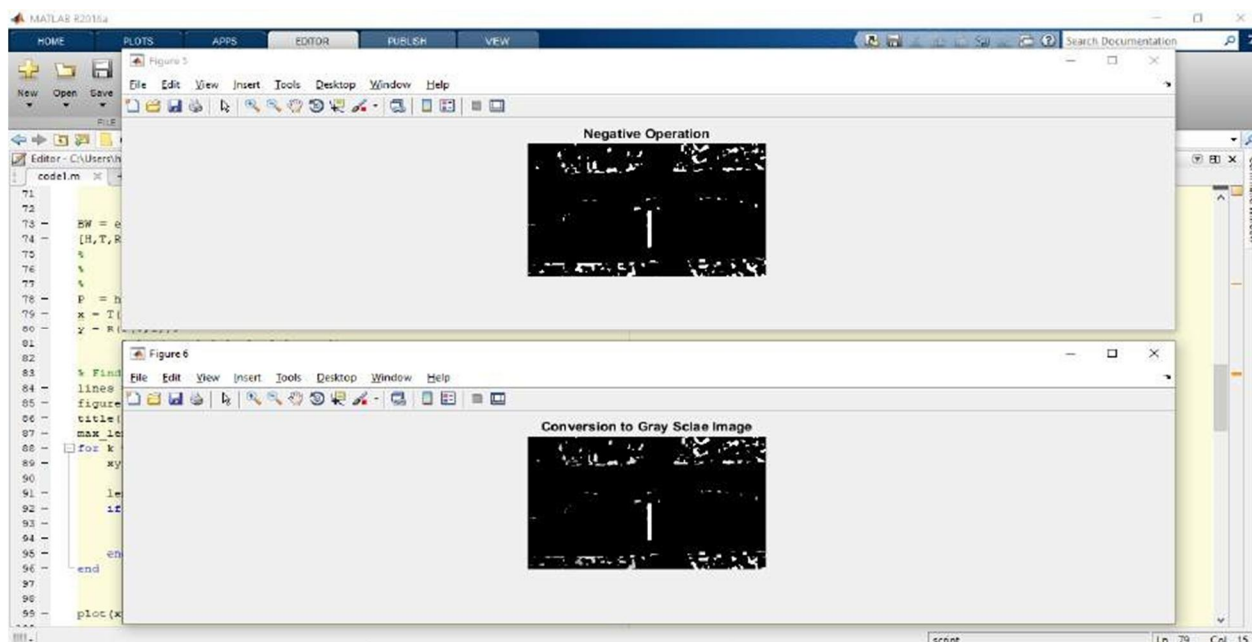 MATLAB R2016a
HOME PLOTS APPS EDITOR PUBLISH VIEW Search Documentation
New Open Save
FILE
Figure 5
File Edit View Insert Tools Desktop Window Help
Negative Operation
Editor - C:\Users\h
code1.m
71
72
73 BW = e
74 [H,T,R
75 %
76 %
77 %
78 P = h
79 x = T(
80 y = R(
81
82
83 % Find
84 lines
85 figure
86 title(
87 max_le
88 for k
89 xy
90
91 le
92 if
93
94
95 en
96 end
97
98
99 plot(x
Figure 6
File Edit View Insert Tools Desktop Window Help
Conversion to Gray Sclae Image
script Ln 79 Col 15